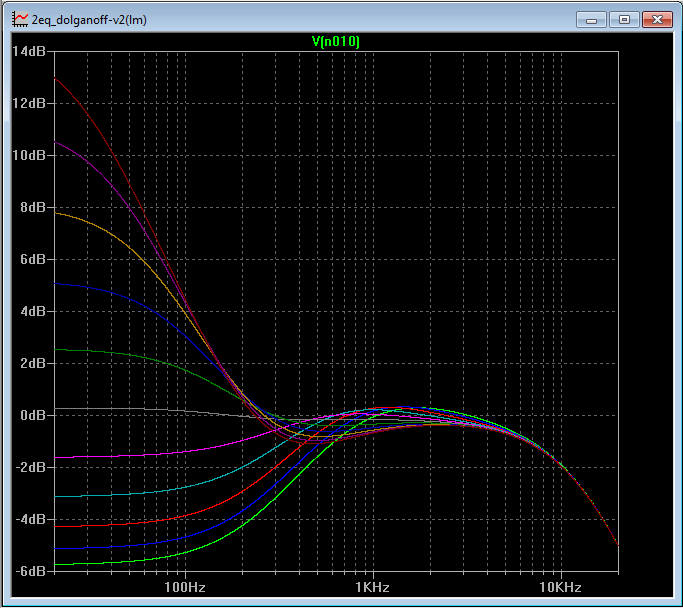 2eq_dolganoff-v2(lm)
V(n010)
14dB
12dB
10dB
8dB
6dB
4dB
2dB
0dB
-2dB
-4dB
-6dB
100Hz 1KHz 10KHz